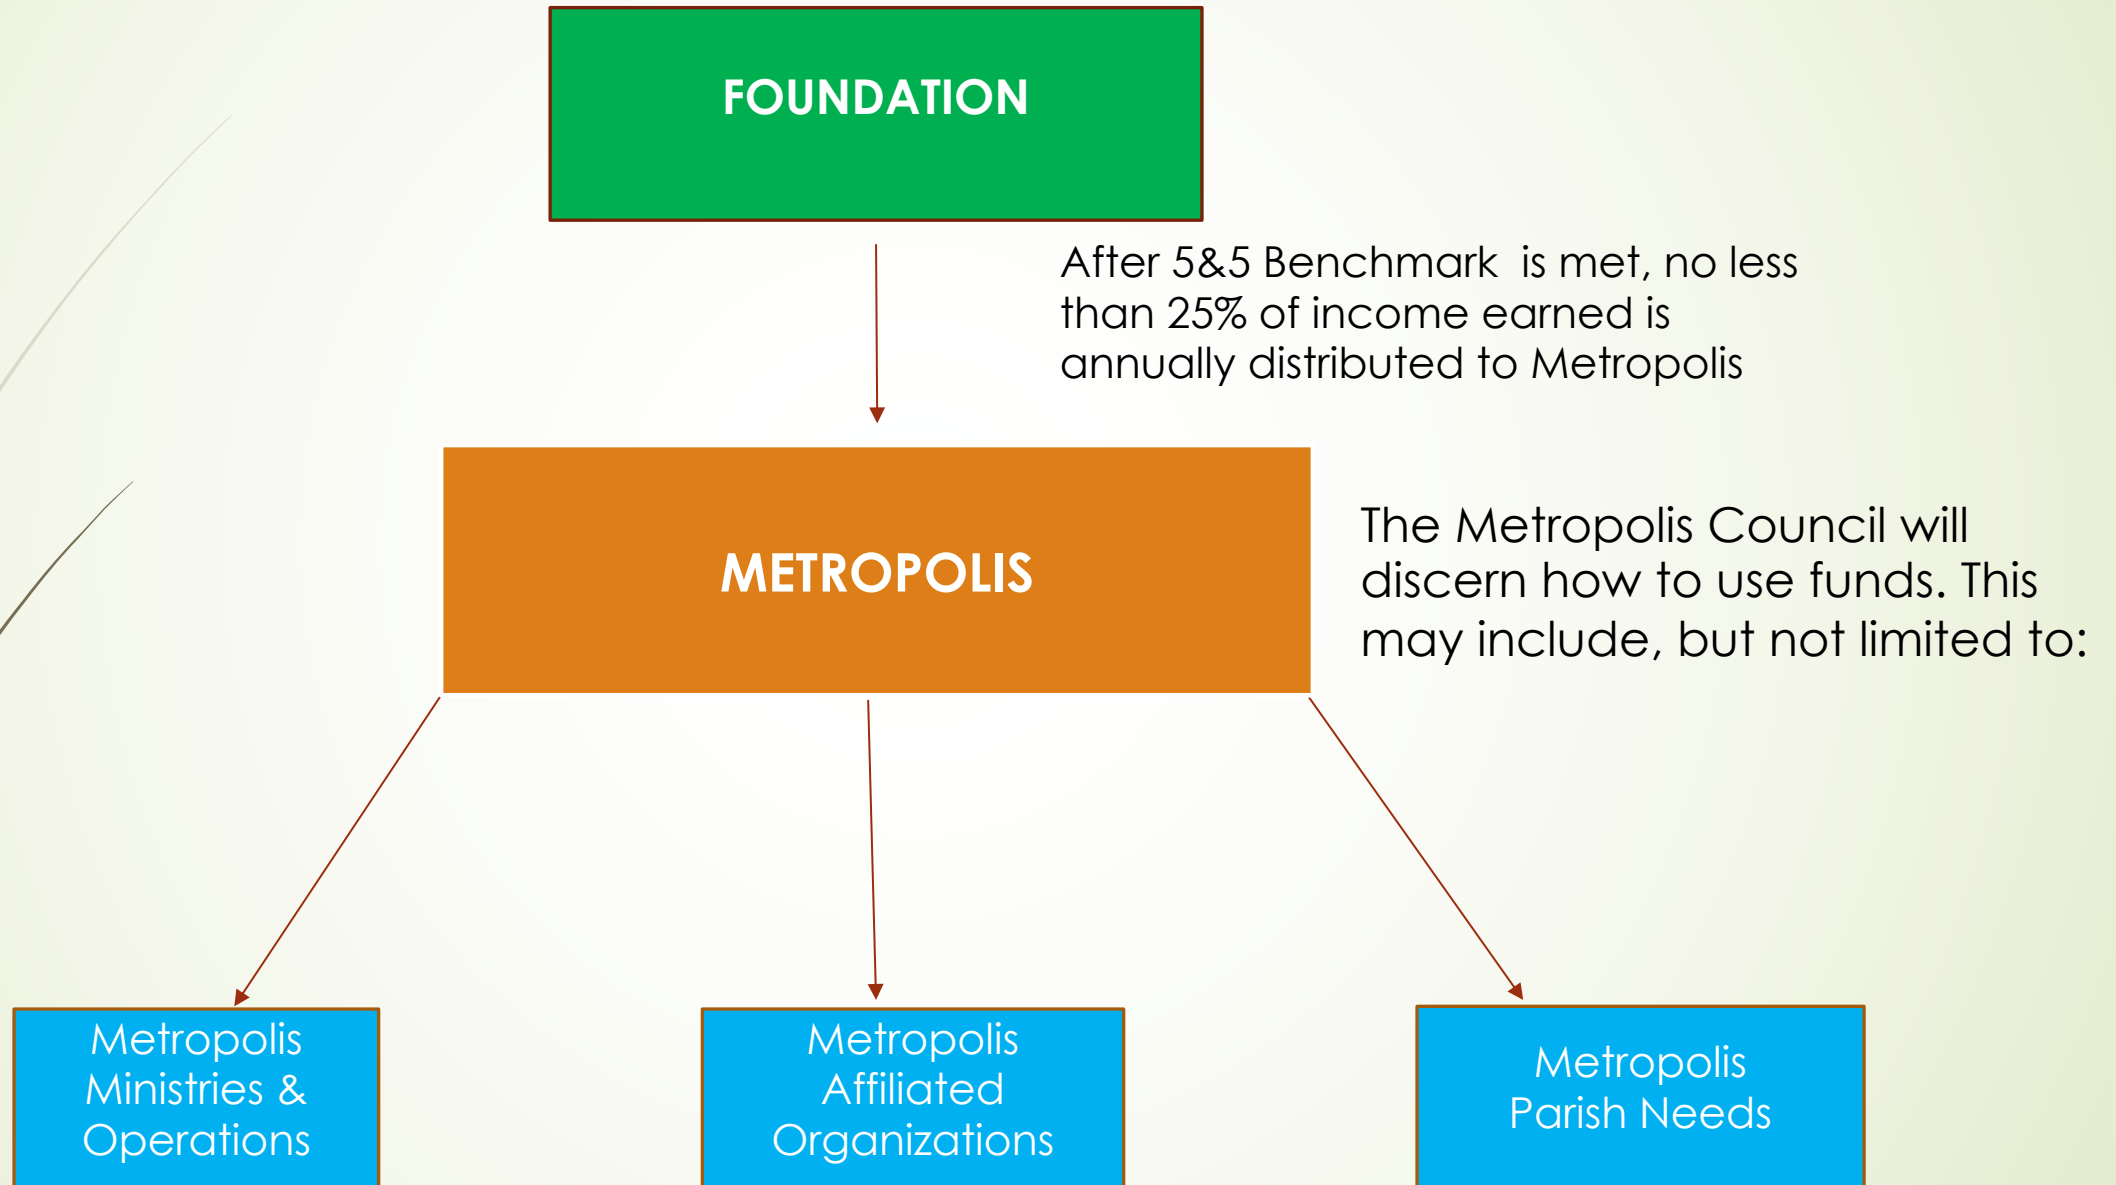 FOUNDATION
After 5&5 Benchmark  is met, no less
than 25% of income earned is
annually distributed to Metropolis
METROPOLIS
The Metropolis Council will
discern how to use funds. This
may include, but not limited to:
Metropolis
Ministries &
Operations
Metropolis
Affiliated
Organizations
Metropolis
Parish Needs